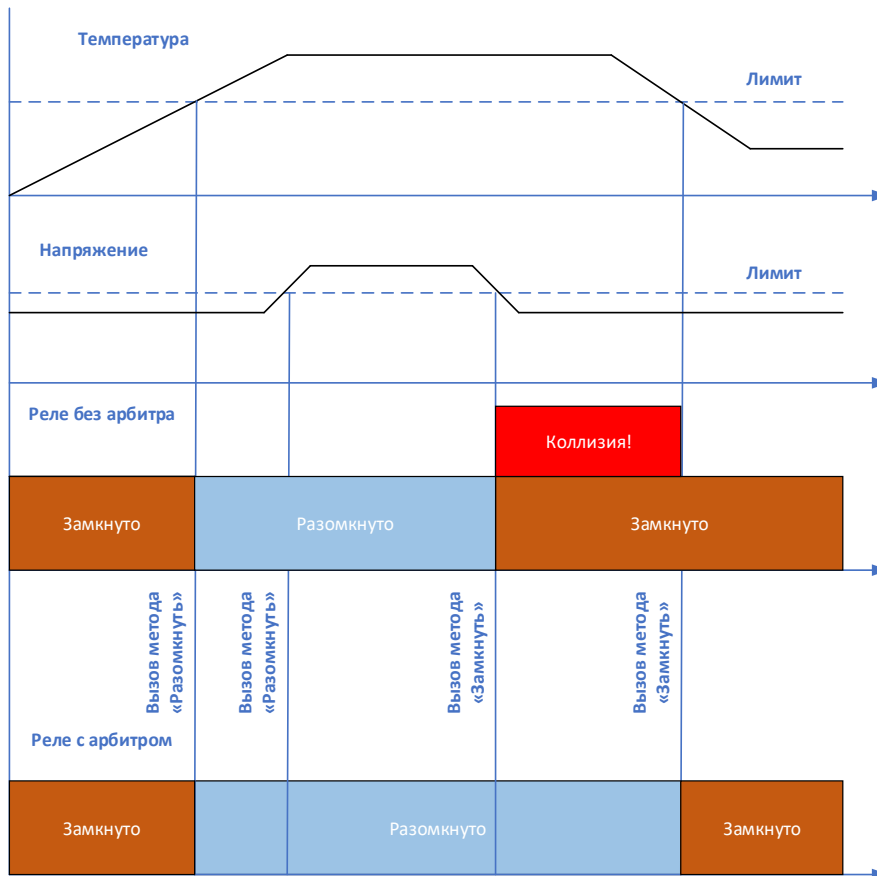 Температура
Лимит
Напряжение
Лимит
Реле без арбитра
Коллизия!
Замкнуто
Разомкнуто
Замкнуто
Вызов метода
«Разомкнуть»
Вызов метода
«Разомкнуть»
Вызов метода
«Замкнуть»
Вызов метода
«Замкнуть»
Реле с арбитром
Замкнуто
Разомкнуто
Замкнуто